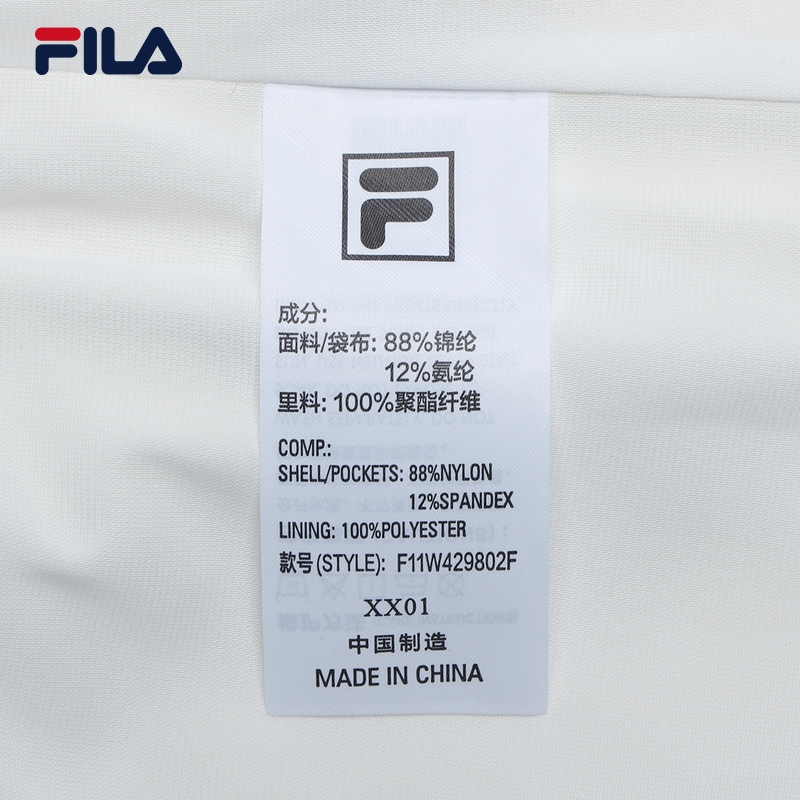 FILA
F
成分:
面料/袋布: 88%锦纶
12%氨纶
里料: 100%聚酯纤维
COMP.:
SHELL/POCKETS: 88%NYLON
12%SPANDEX
LINING: 100%POLYESTER
款号(STYLE): F11W429802F
XX01
中国制造
MADE IN CHINA